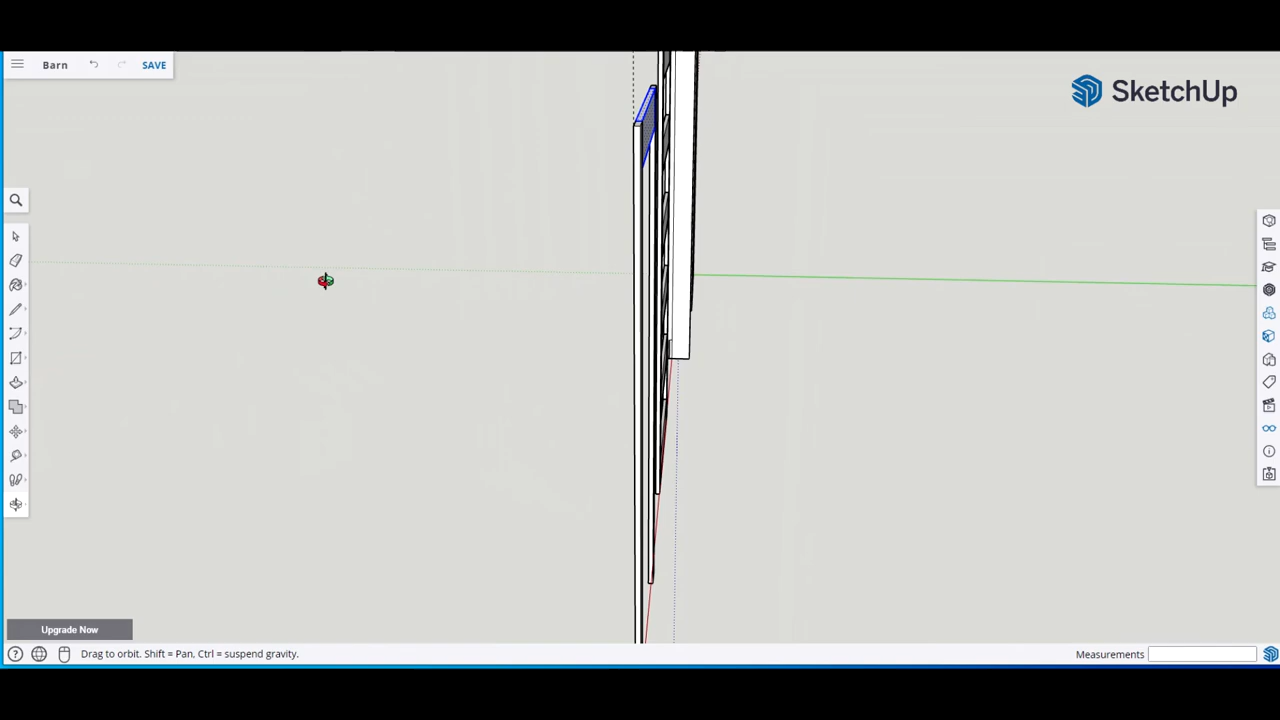 Barn
SAVE
SketchUp
Upgrade Now
Drag to orbit. Shift = Pan, Ctrl = suspend gravity.
Measurements